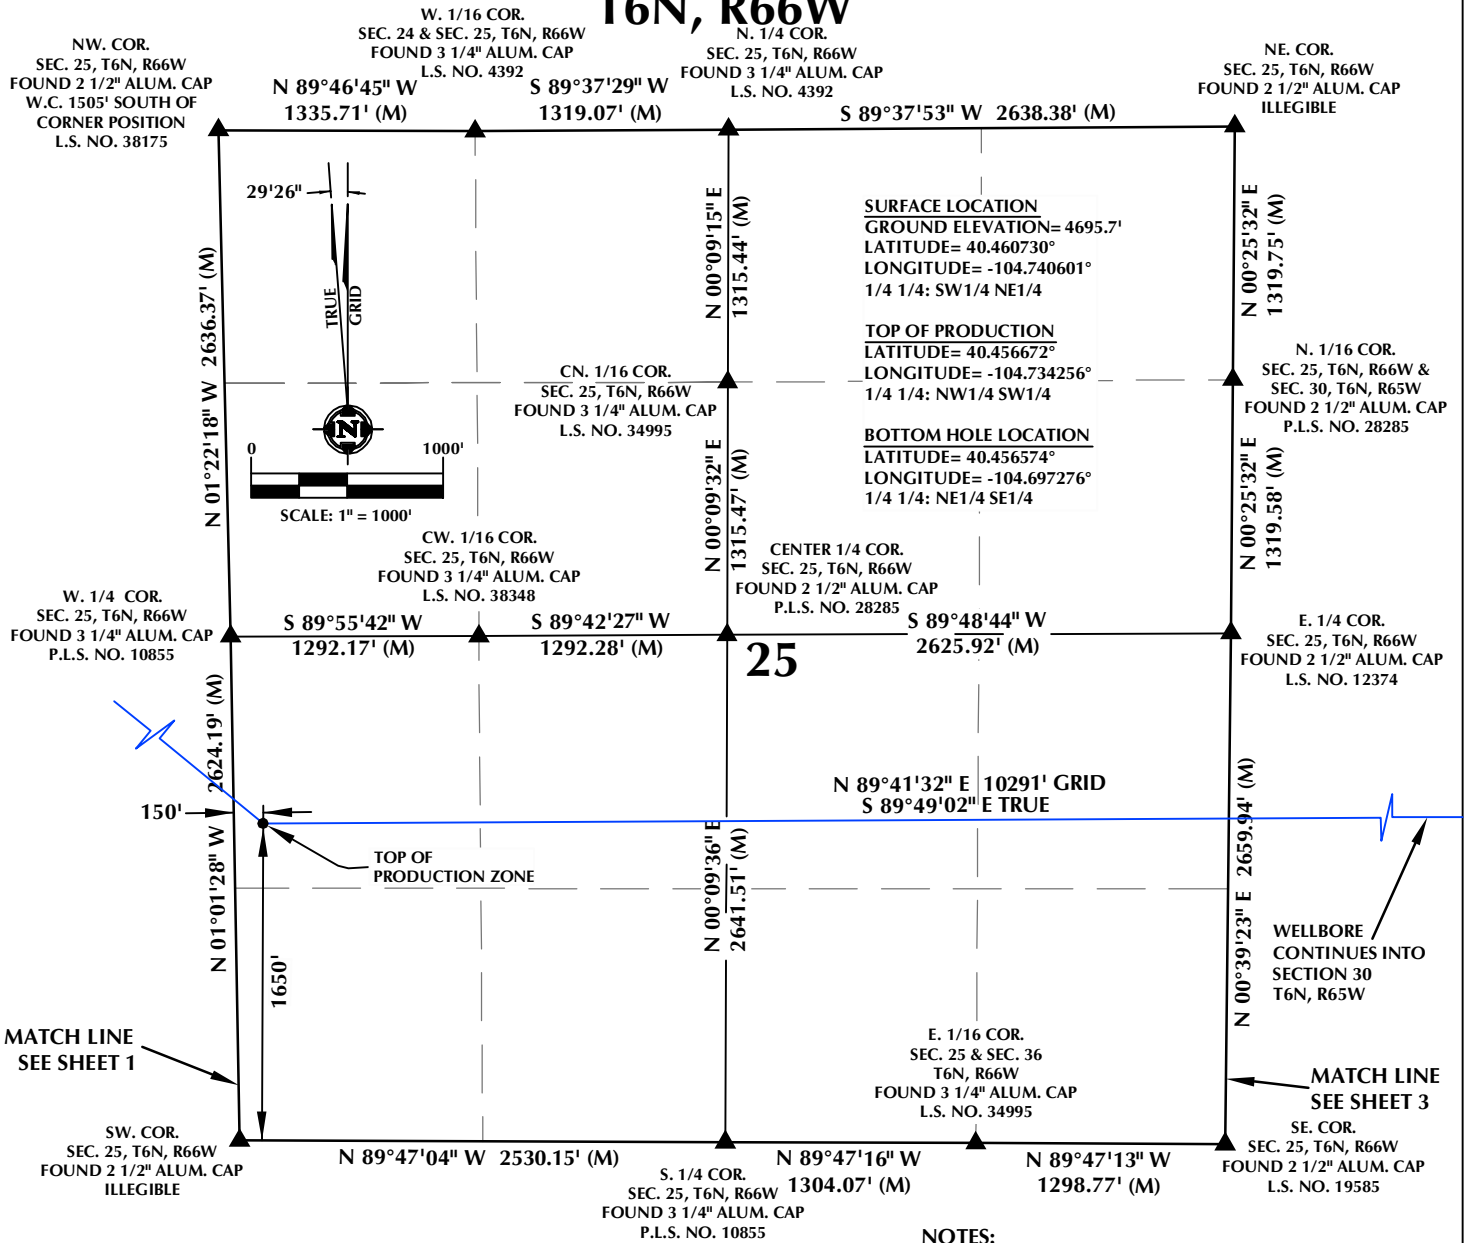 T6N, R66W
W. 1/16 COR.
SEC. 24 & SEC. 25, T6N, R66W
FOUND 3 1/4" ALUM. CAP
L.S. NO. 4392
N. 1/4 COR.
SEC. 25, T6N, R66W
FOUND 3 1/4" ALUM. CAP
L.S. NO. 4392
NW. COR.
SEC. 25, T6N, R66W
FOUND 2 1/2" ALUM. CAP
W.C. 1505' SOUTH OF
CORNER POSITION
L.S. NO. 38175
NE. COR.
SEC. 25, T6N, R66W
FOUND 2 1/2" ALUM. CAP
ILLEGIBLE
N 89°46'45" W
1335.71' (M)
S 89°37'29" W
1319.07' (M)
S 89°37'53" W 2638.38' (M)
29'26"
TRUE
GRID
N
0 1000'
SCALE: 1" = 1000'
N 01°22'18" W 2636.37' (M)
N 00°09'15" E
1315.44' (M)
SURFACE LOCATION
GROUND ELEVATION= 4695.7'
LATITUDE= 40.460730°
LONGITUDE= -104.740601°
1/4 1/4: SW1/4 NE1/4
TOP OF PRODUCTION
LATITUDE= 40.456672°
LONGITUDE= -104.734256°
1/4 1/4: NW1/4 SW1/4
BOTTOM HOLE LOCATION
LATITUDE= 40.456574°
LONGITUDE= -104.697276°
1/4 1/4: NE1/4 SE1/4
N 00°25'32" E
1319.75' (M)
CN. 1/16 COR.
SEC. 25, T6N, R66W
FOUND 3 1/4" ALUM. CAP
L.S. NO. 34995
N. 1/16 COR.
SEC. 25, T6N, R66W &
SEC. 30, T6N, R65W
FOUND 2 1/2" ALUM. CAP
P.L.S. NO. 28285
N 00°09'32" E
1315.47' (M)
N 00°25'32" E
1319.58' (M)
CW. 1/16 COR.
SEC. 25, T6N, R66W
FOUND 3 1/4" ALUM. CAP
L.S. NO. 38348
CENTER 1/4 COR.
SEC. 25, T6N, R66W
FOUND 2 1/2" ALUM. CAP
P.L.S. NO. 28285
W. 1/4 COR.
SEC. 25, T6N, R66W
FOUND 3 1/4" ALUM. CAP
P.L.S. NO. 10855
E. 1/4 COR.
SEC. 25, T6N, R66W
FOUND 2 1/2" ALUM. CAP
L.S. NO. 12374
S 89°55'42" W
1292.17' (M)
S 89°42'27" W
1292.28' (M)
S 89°48'44" W
2625.92' (M)
25
N 01°01'28" W 2624.19' (M)
150'
1650'
TOP OF
PRODUCTION ZONE
N 89°41'32" E 10291' GRID
S 89°49'02" E TRUE
N 00°09'36" E
2641.51' (M)
N 00°39'23" E 2659.94' (M)
WELLBORE
CONTINUES INTO
SECTION 30
T6N, R65W
MATCH LINE
SEE SHEET 1
MATCH LINE
SEE SHEET 3
E. 1/16 COR.
SEC. 25 & SEC. 36
T6N, R66W
FOUND 3 1/4" ALUM. CAP
L.S. NO. 34995
SW. COR.
SEC. 25, T6N, R66W
FOUND 2 1/2" ALUM. CAP
ILLEGIBLE
N 89°47'04" W 2530.15' (M)
S. 1/4 COR.
SEC. 25, T6N, R66W
FOUND 3 1/4" ALUM. CAP
P.L.S. NO. 10855
N 89°47'16" W
1304.07' (M)
N 89°47'13" W
1298.77' (M)
SE. COR.
SEC. 25, T6N, R66W
FOUND 2 1/2" ALUM. CAP
L.S. NO. 19585
NOTES: